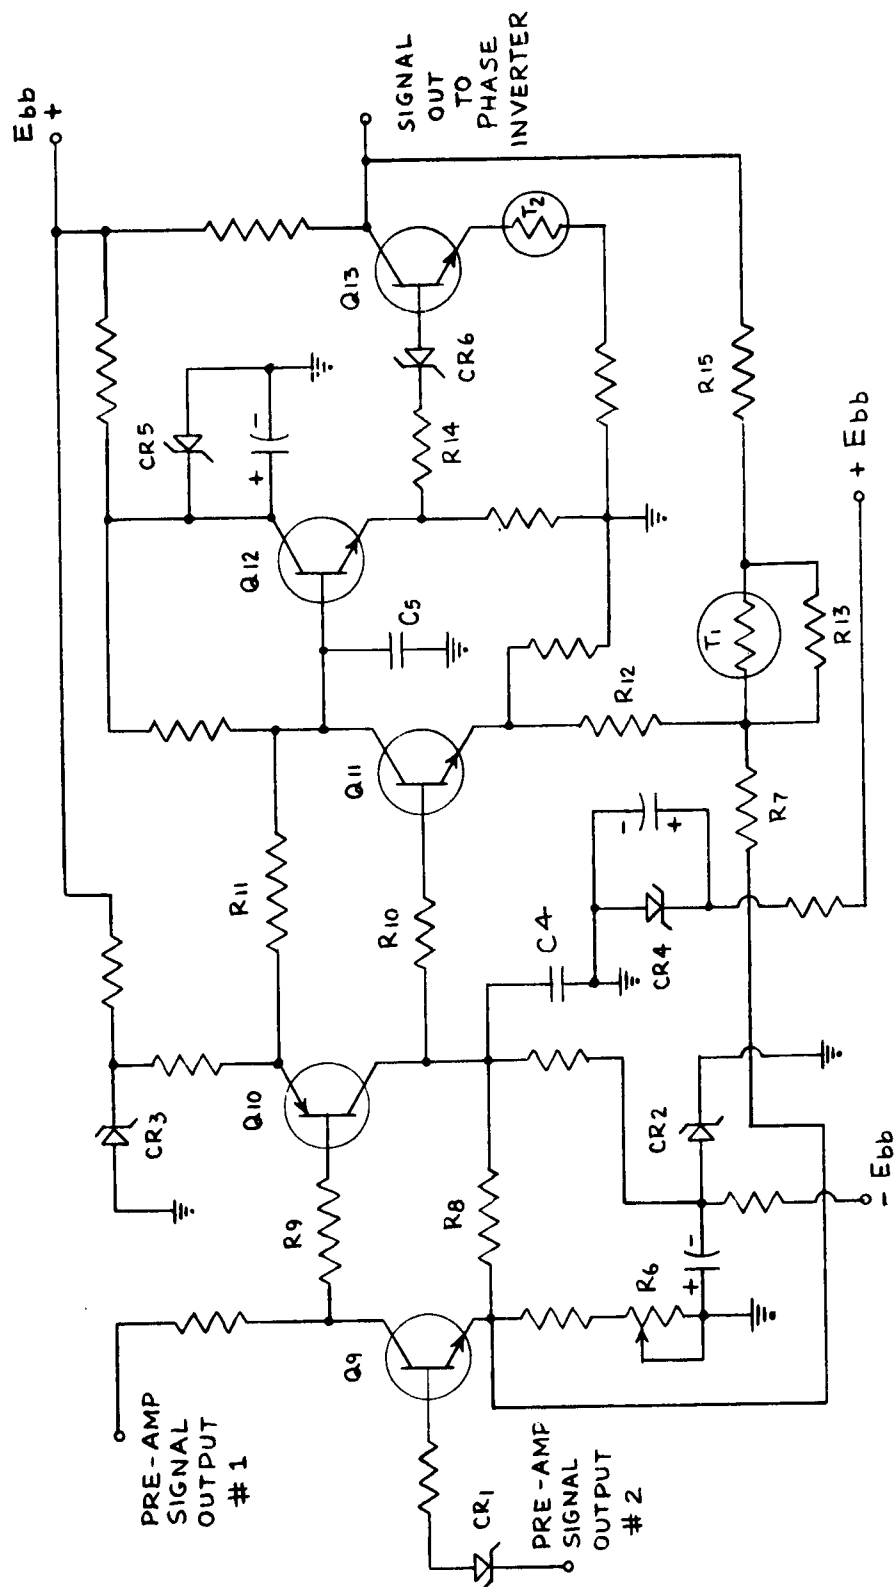 PRE-AMP
SIGNAL
OUTPUT
#1
PRE-AMP
SIGNAL
OUTPUT
#2
CR1
Q9
R9
R8
R6
+
-
CR2
- Ebb
CR3
Q10
R11
R10
C4
CR4
-
+
R7
Q11
C5
R12
T1
R13
+ Ebb
Q12
CR5
+
-
R14
CR6
Q13
T2
R15
Ebb
+
SIGNAL
OUT
TO
PHASE
INVERTER